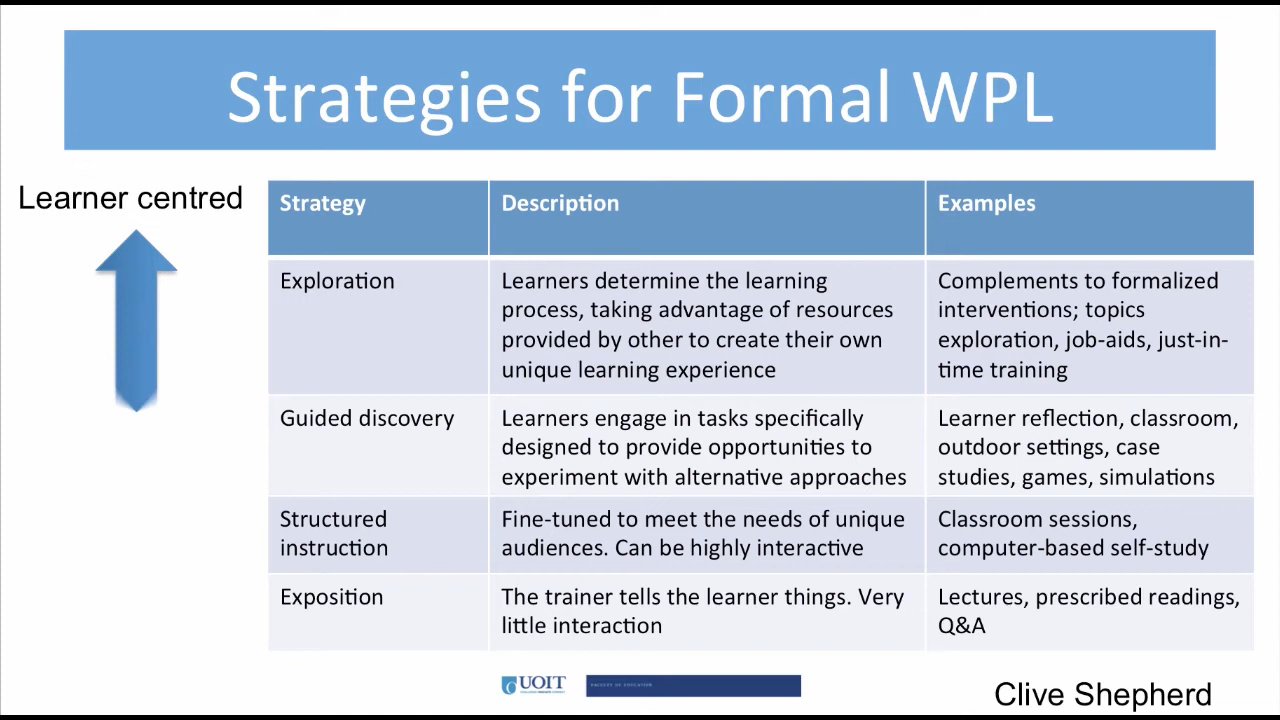 Strategies for Formal WPL
Learner centred
Strategy
Description
Examples
Exploration
Learners determine the learning
process, taking advantage of resources
provided by other to create their own
unique learning experience
Complements to formalized
interventions; topics
exploration, job-aids, just-in-
time training
Guided discovery
Learners engage in tasks specifically
designed to provide opportunities to
experiment with alternative approaches
Learner reflection, classroom,
outdoor settings, case
studies, games, simulations
Structured
instruction
Fine-tuned to meet the needs of unique
audiences. Can be highly interactive
Classroom sessions,
computer-based self-study
Exposition
The trainer tells the learner things. Very
little interaction
Lectures, prescribed readings,
Q&A
UOIT
FACULTY OF EDUCATION
Clive Shepherd